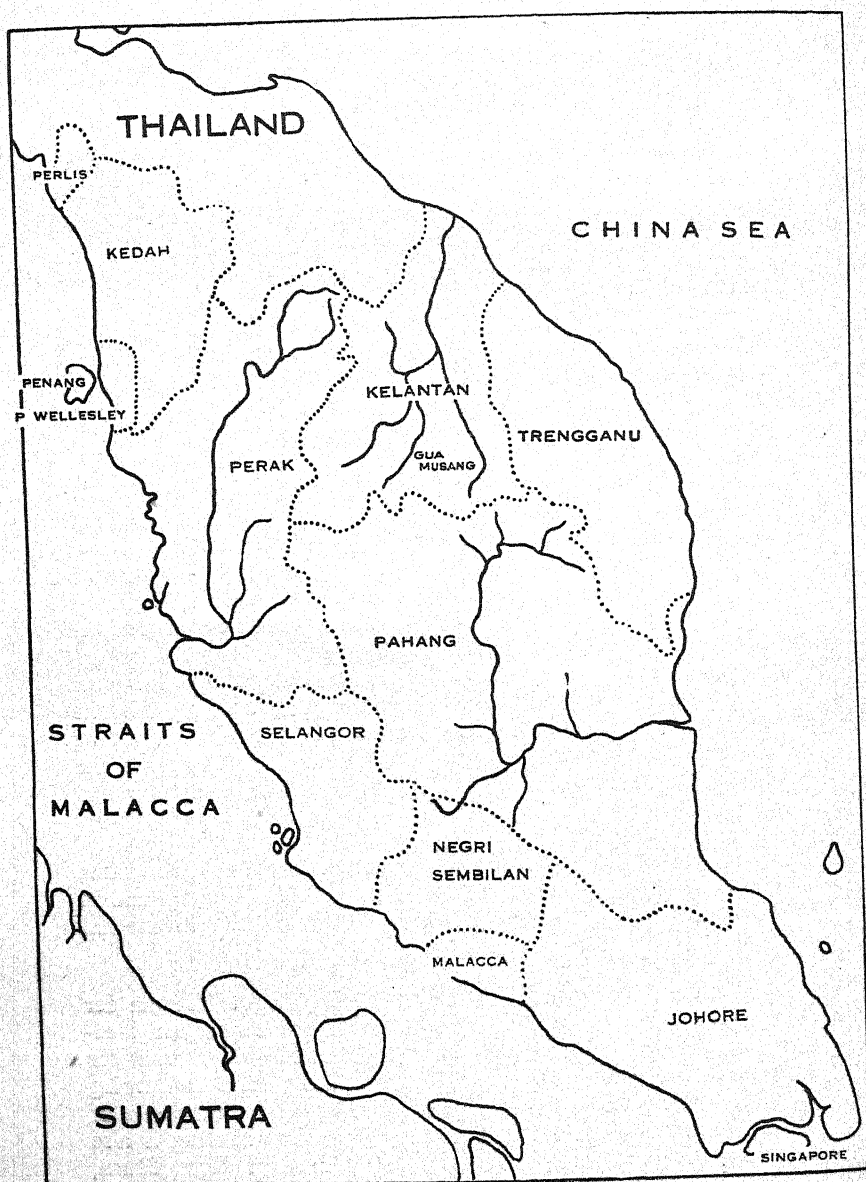 THAILAND
PERLIS
CHINA SEA
KEDAH
PENANG
P WELLESLEY
KELANTAN
TRENGGANU
PERAK
GUA
MUSANG
PAHANG
STRAITS
OF
MALACCA
SELANGOR
NEGRI
SEMBILAN
MALACCA
JOHORE
SUMATRA
SINGAPORE